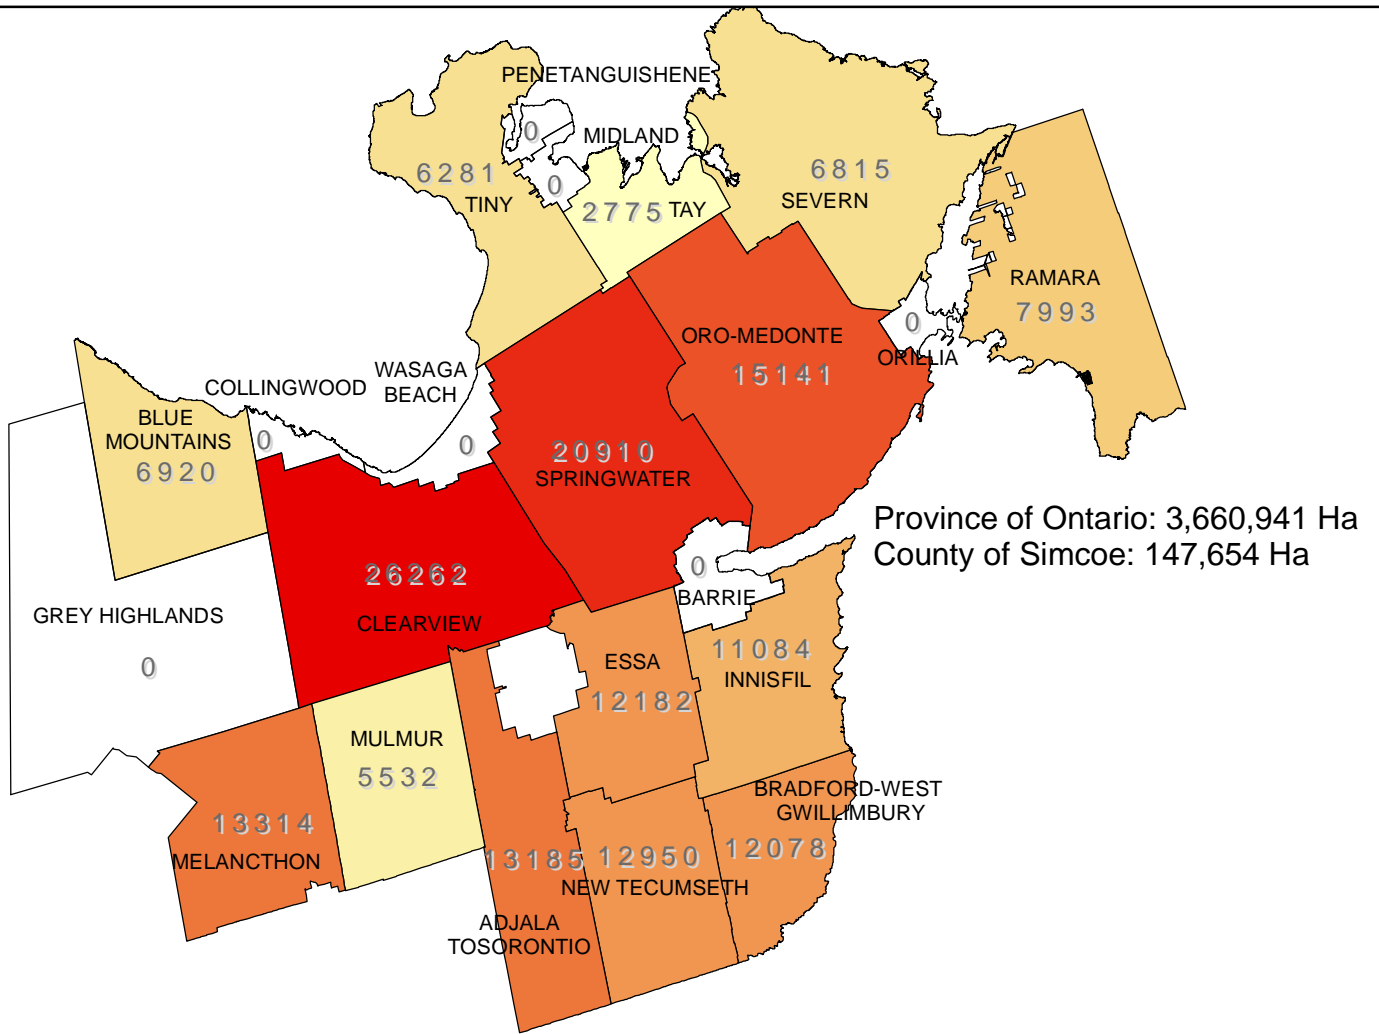 PENETANGUISHENE
0
MIDLAND
0
6281
TINY
2775 TAY
6815
SEVERN
RAMARA
7993
0
ORILLIA
ORO-MEDONTE
15141
WASAGA
BEACH
0
COLLINGWOOD
0
BLUE
MOUNTAINS
6920
20910
SPRINGWATER
Province of Ontario: 3,660,941 Ha
County of Simcoe: 147,654 Ha
26262
CLEARVIEW
0
BARRIE
GREY HIGHLANDS
0
ESSA
12182
11084
INNISFIL
MULMUR
5532
BRADFORD-WEST
GWILLIMBURY
12078
13314
MELANCTHON
13185
12950
NEW TECUMSETH
ADJALA
TOSORONTIO